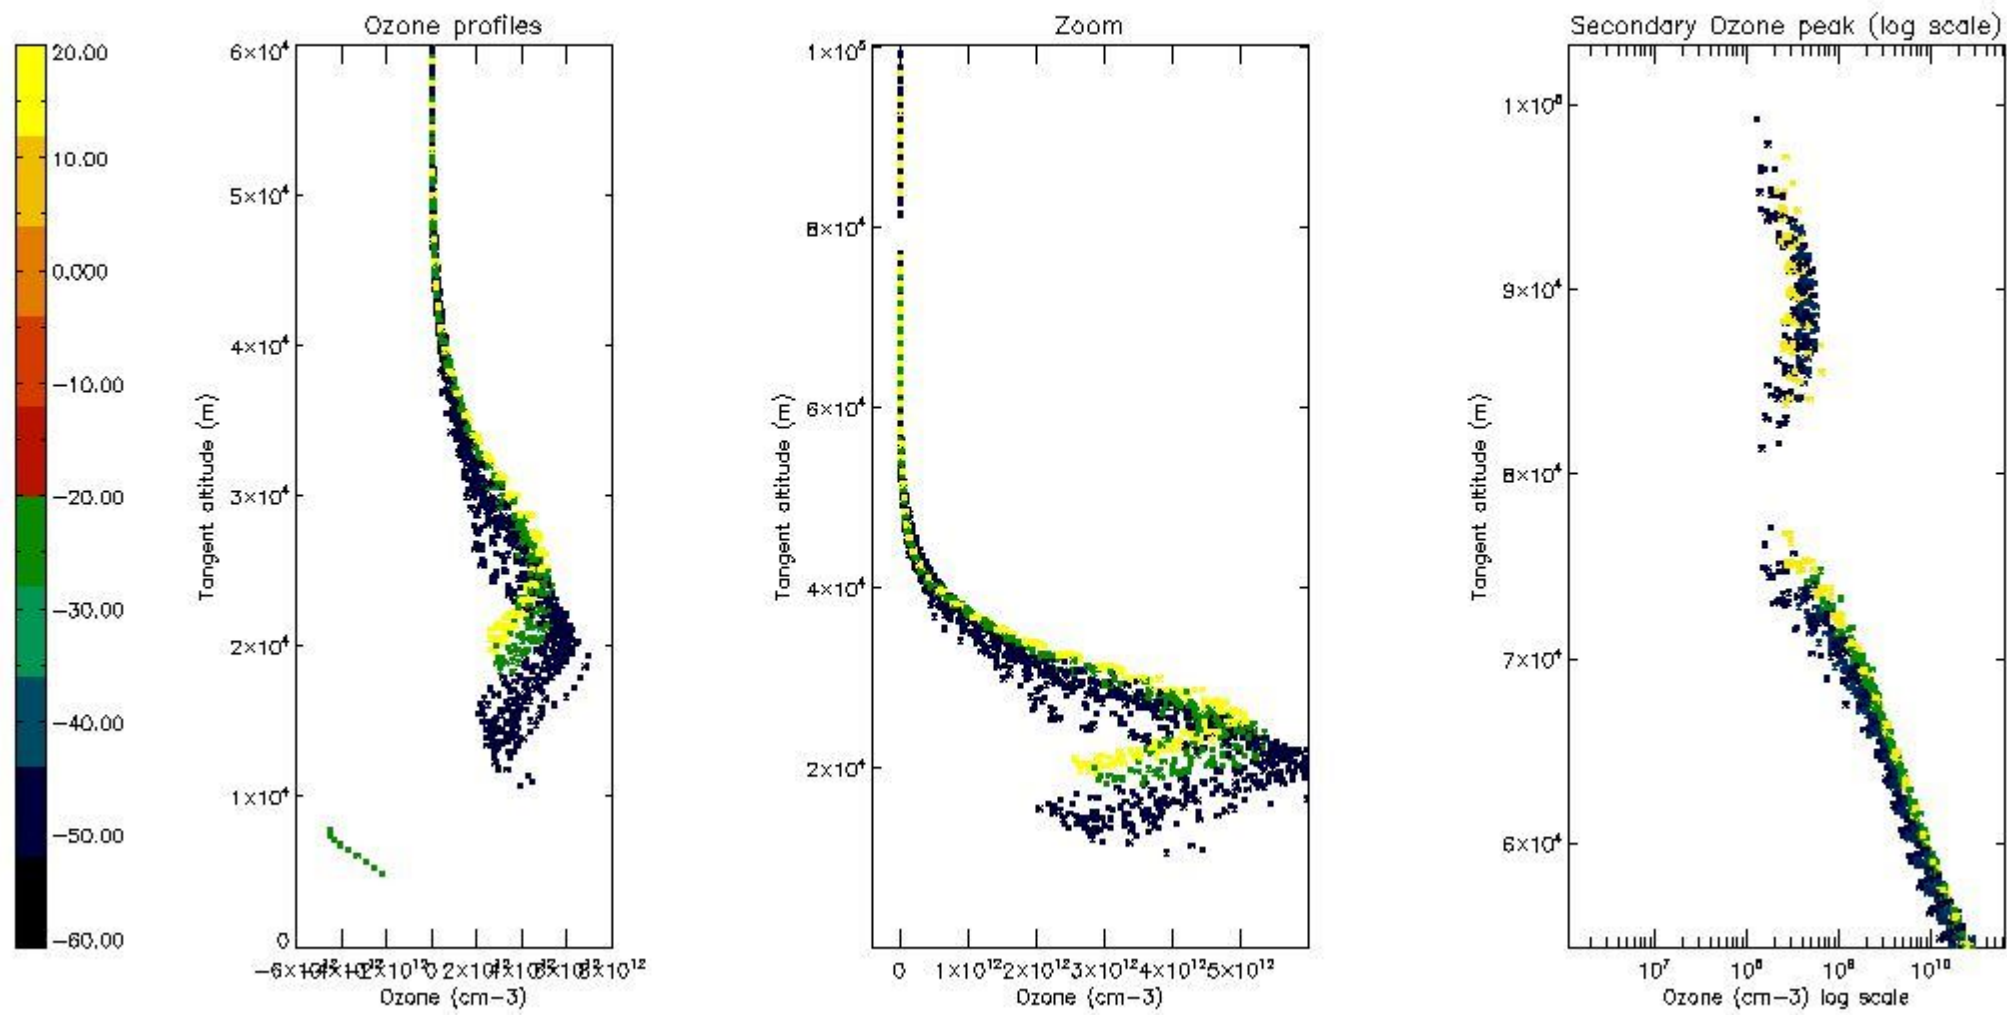 Ozone profiles
Zoom
Secondary Ozone peak (log scale)
20.00
10.00
0.000
−10.00
−20.00
−30.00
−40.00
−50.00
−60.00
6×10⁴
5×10⁴
4×10⁴
3×10⁴
2×10⁴
1×10⁴
0
Tangent altitude (m)
0
8×10¹²
Ozone (cm−3)
1×10⁵
8×10⁴
6×10⁴
4×10⁴
2×10⁴
Tangent altitude (m)
0 1×10¹² 2×10¹² 3×10¹² 4×10¹² 5×10¹²
Ozone (cm−3)
9×10⁴
8×10⁴
7×10⁴
6×10⁴
Tangent altitude (m)
10⁷ 10⁸ 10⁹ 10¹⁰
Ozone (cm−3) log scale